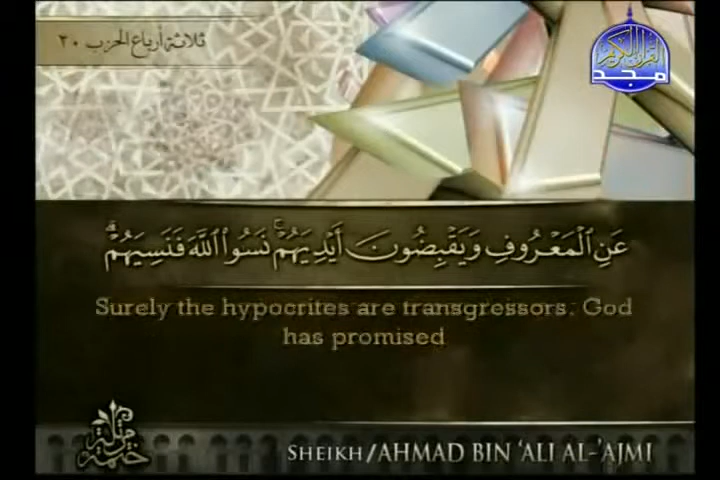 ثلاثة أرباع الحزب ٢٠
القرآن الكريم
مجد
عَنِ ٱلْمَعْرُوفِ وَيَقْبِضُونَ أَيْدِيَهُمْ ۚ نَسُوا۟ ٱللَّهَ فَنَسِيَهُمْ ۗ
Surely the hypocrites are transgressors. God
has promised
SHEIKH/AHMAD BIN 'ALI AL-'AJMI